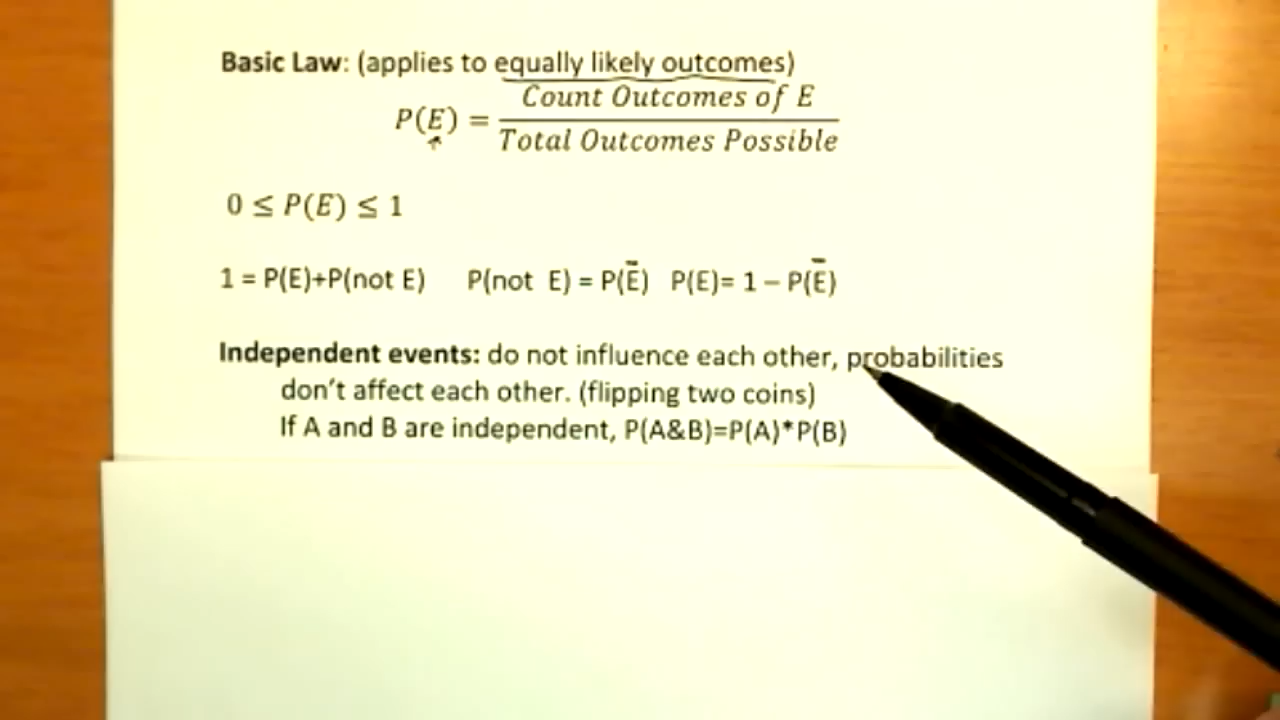 Basic Law: (applies to equally likely outcomes)
P(E) = Count Outcomes of E / Total Outcomes Possible
0 ≤ P(E) ≤ 1
1 = P(E)+P(not E) P(not E) = P(Ē) P(E)= 1 – P(Ē)
Independent events: do not influence each other, probabilities
don't affect each other. (flipping two coins)
If A and B are independent, P(A&B)=P(A)*P(B)